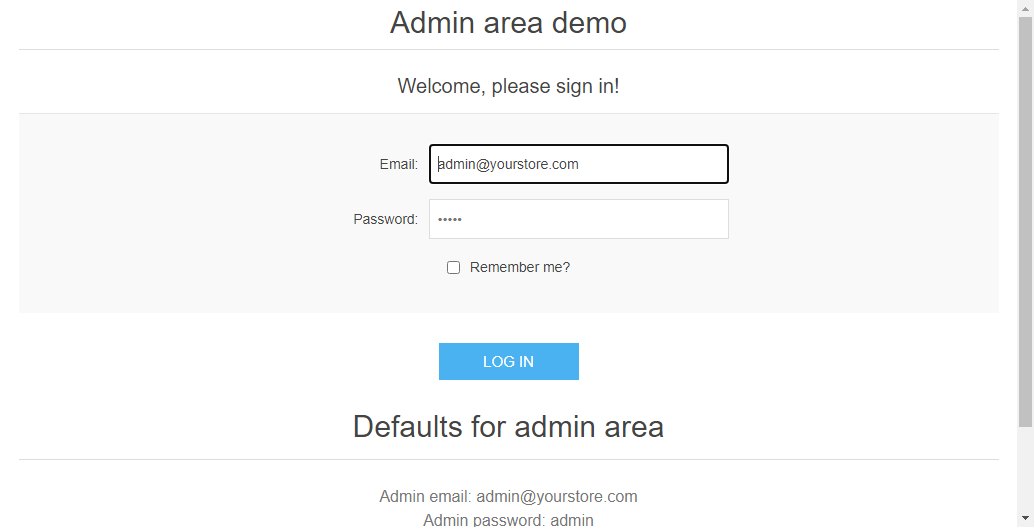 Admin area demo
Welcome, please sign in!
Email: admin@yourstore.com
Password: •••••
Remember me?
LOG IN
Defaults for admin area
Admin email: admin@yourstore.com
Admin password: admin